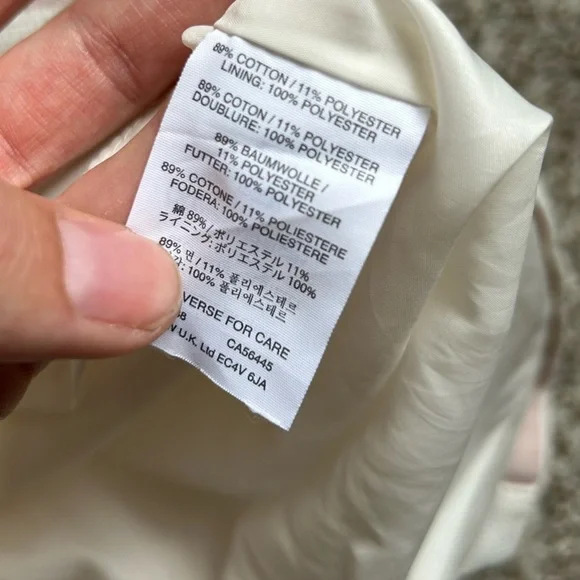 89% COTTON / 11% POLYESTER
LINING: 100% POLYESTER
89% COTON / 11% POLYESTER
DOUBLURE: 100% POLYESTER
89% BAUMWOLLE /
11% POLYESTER
FUTTER: 100% POLYESTER
89% COTONE / 11% POLIESTERE
FODERA: 100% POLIESTERE
綿 89% / ポリエステル 11%
ライニング: ポリエステル 100%
89% 면 / 11% 폴리에스테르
100% 폴리에스테르
VERSE FOR CARE
CA56445
U.K. Ltd EC4V 6JA